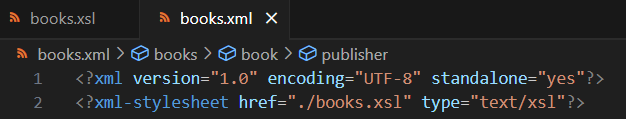 books.xsl books.xml
books.xml > books > book > publisher
1 <?xml version="1.0" encoding="UTF-8" standalone="yes"?>
2 <?xml-stylesheet href="./books.xsl" type="text/xsl"?>